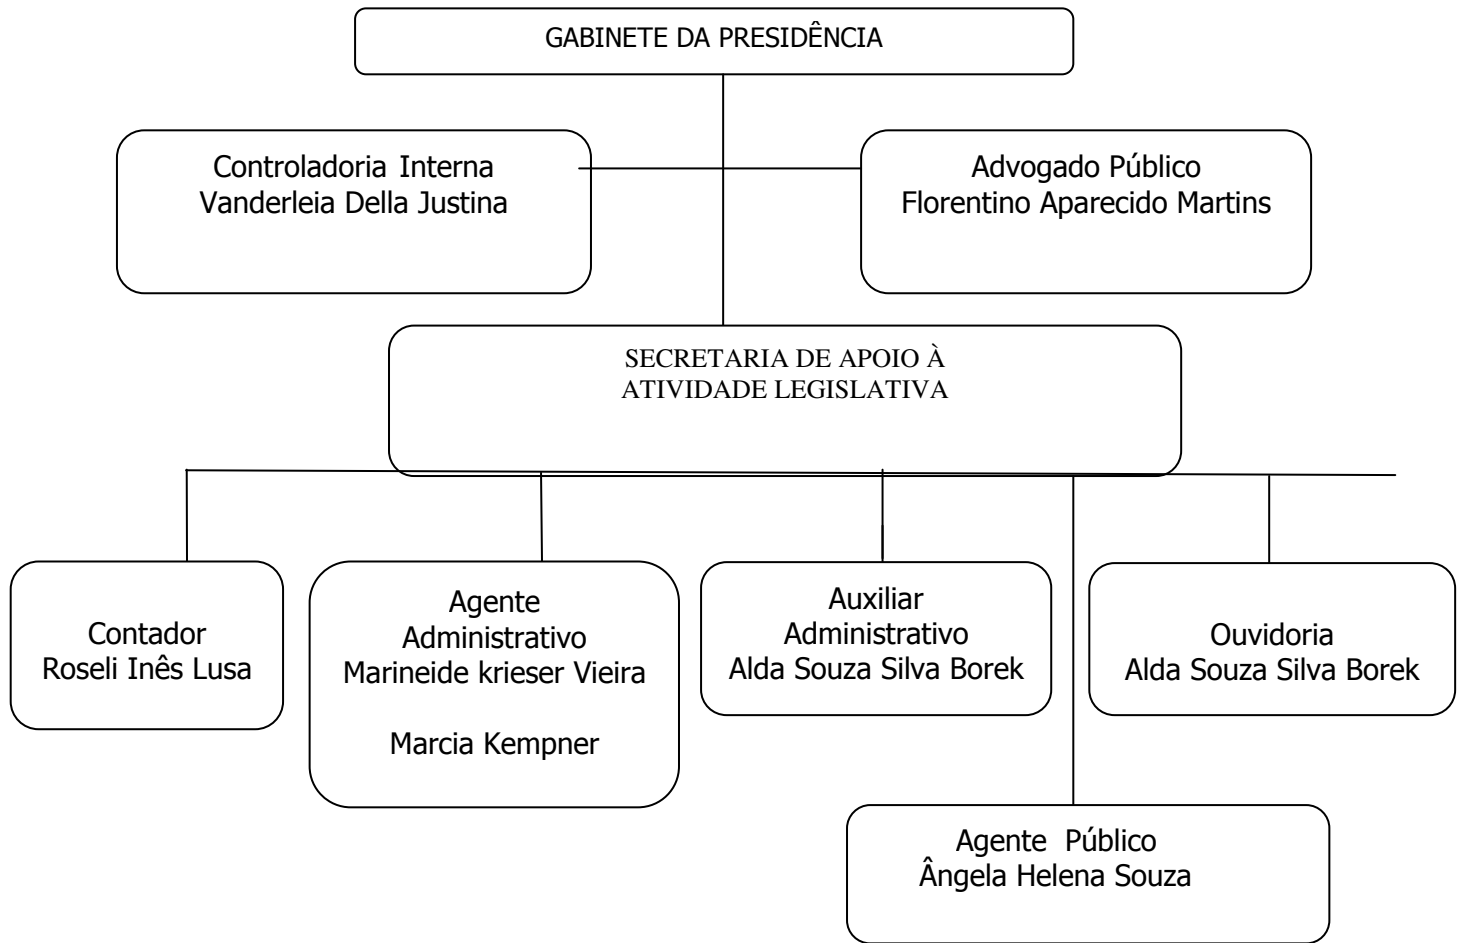 GABINETE DA PRESIDÊNCIA
Controladoria Interna
Vanderleia Della Justina
Advogado Público
Florentino Aparecido Martins
SECRETARIA DE APOIO À
ATIVIDADE LEGISLATIVA
Contador
Roseli Inês Lusa
Agente
Administrativo
Marineide krieser Vieira
Marcia Kempner
Auxiliar
Administrativo
Alda Souza Silva Borek
Ouvidoria
Alda Souza Silva Borek
Agente Público
Ângela Helena Souza